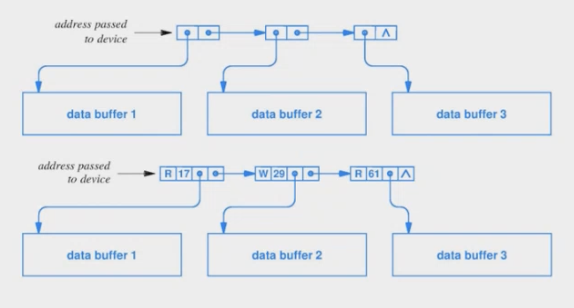 address passed
to device
Λ
data buffer 1 data buffer 2 data buffer 3
address passed
to device
R 17 W 29 R 61 Λ
data buffer 1 data buffer 2 data buffer 3